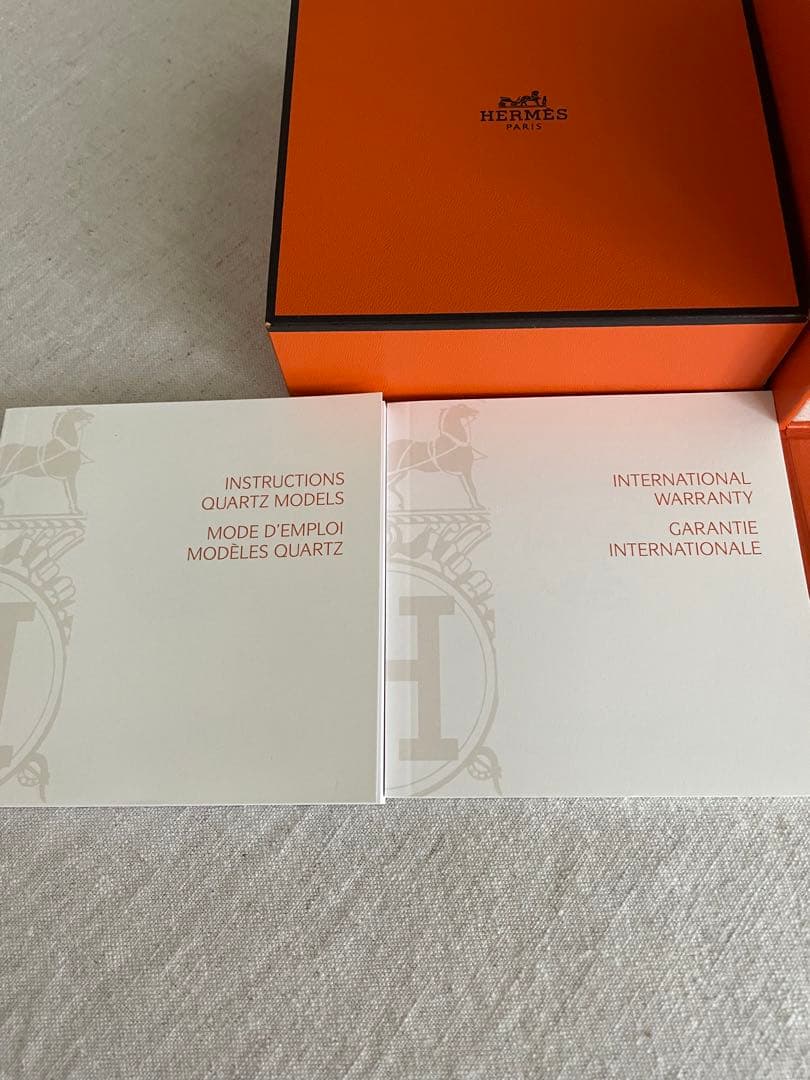 HERMÈS
PARIS
INSTRUCTIONS
QUARTZ MODELS
MODE D'EMPLOI
MODÈLES QUARTZ
INTERNATIONAL
WARRANTY
GARANTIE
INTERNATIONALE
H